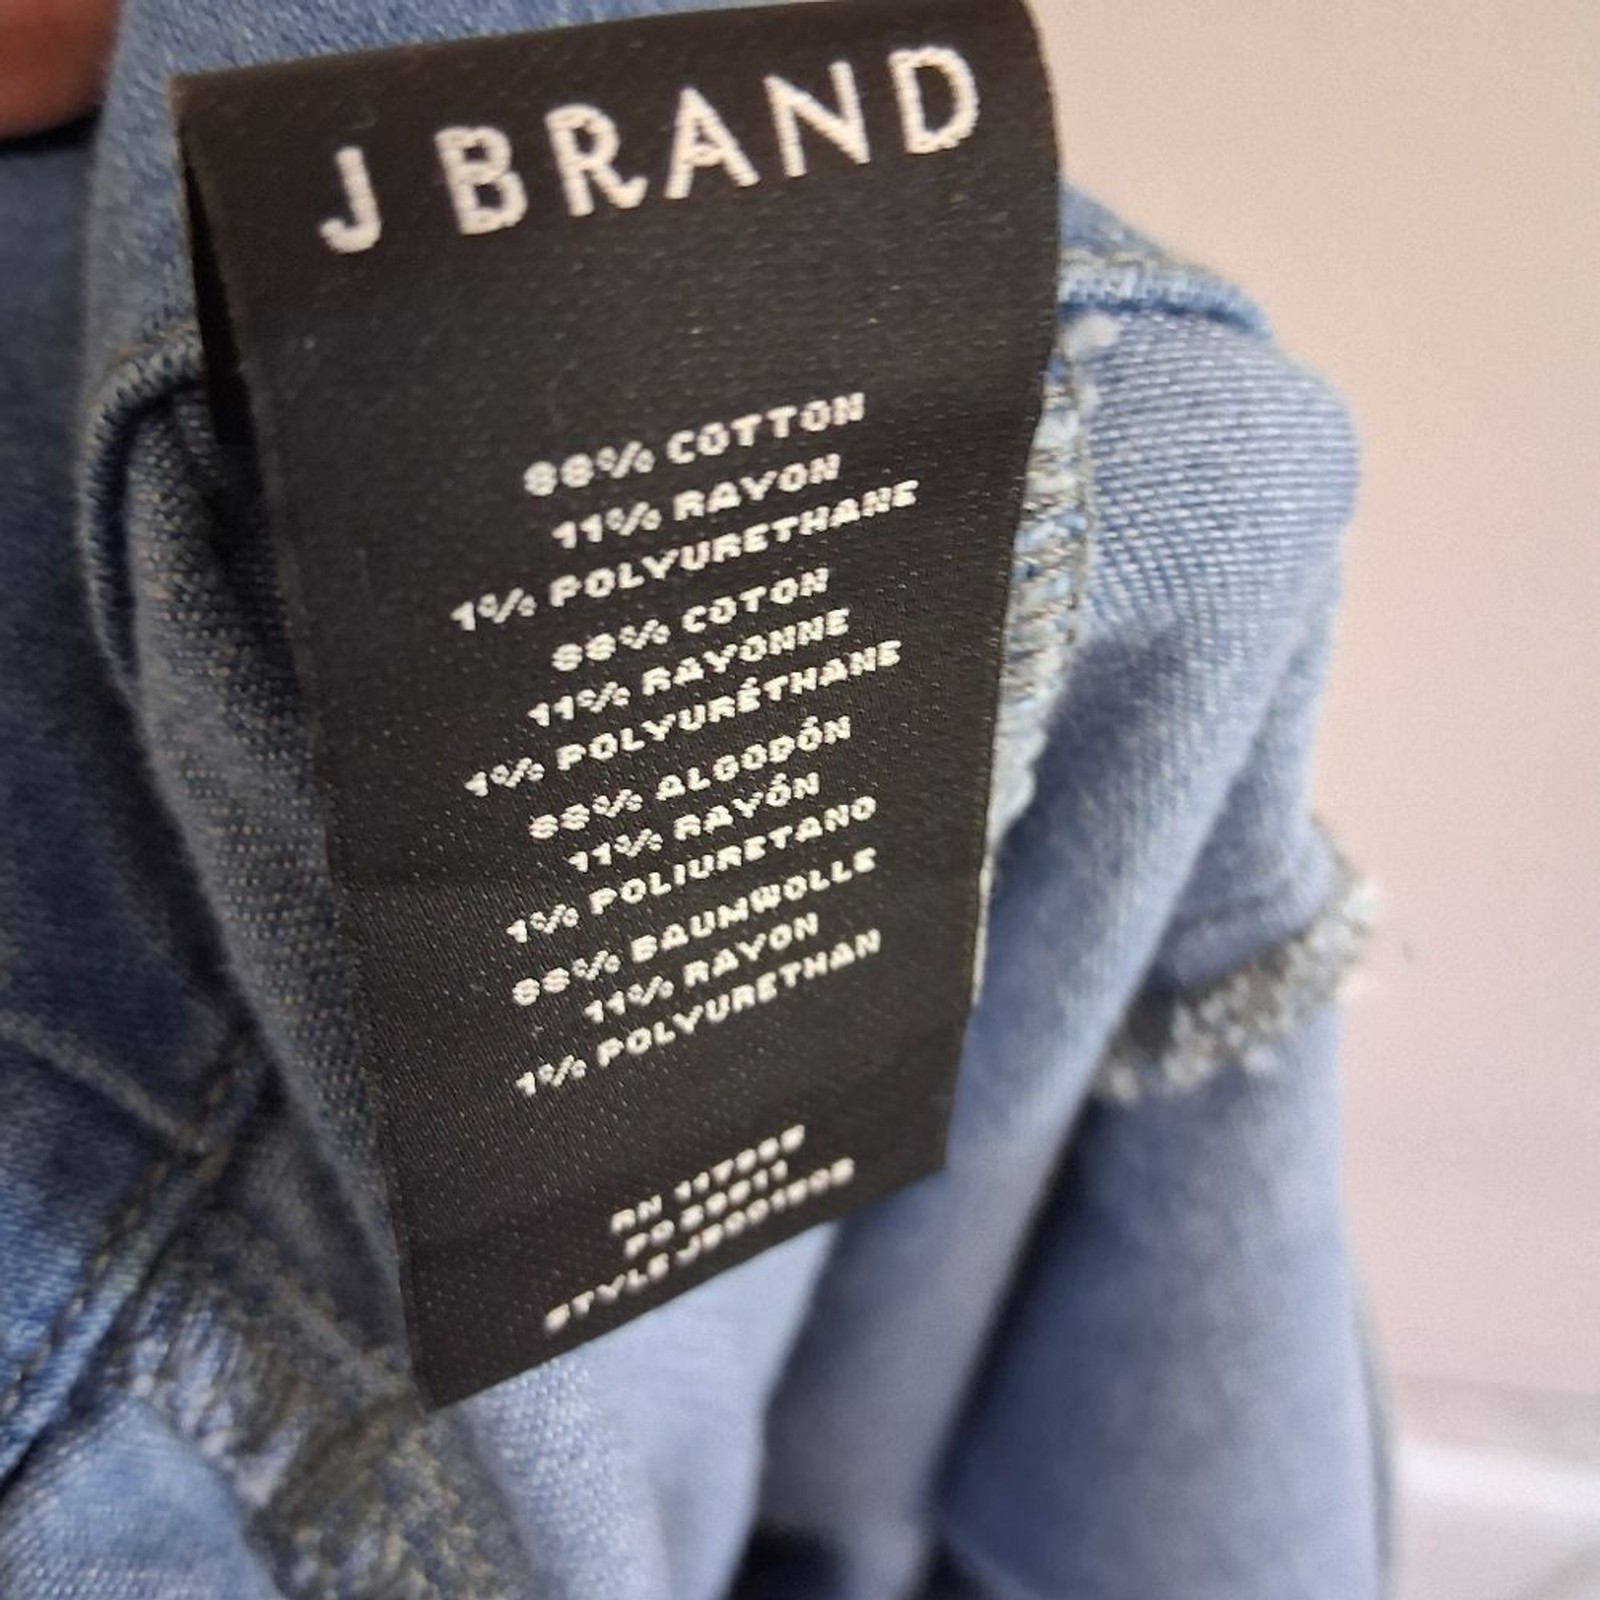 J BRAND
88% COTTON
11% RAYON
1% POLYURETHANE
88% COTON
11% RAYONNE
1% POLYURÉTHANE
88% ALGODÓN
11% RAYÓN
1% POLIURETANO
88% BAUMWOLLE
11% RAYON
1% POLYURETHAN
RN
PO
STYLE